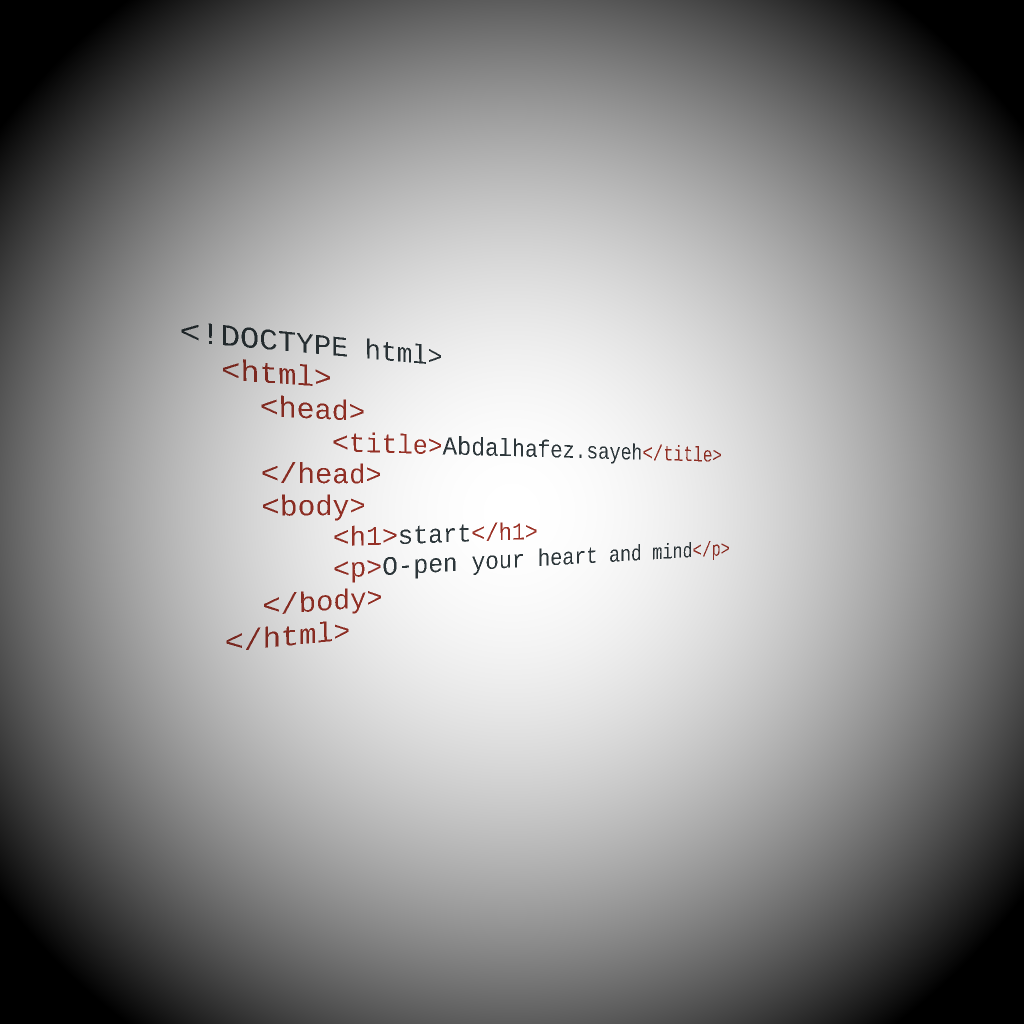 <!DOCTYPE html>
<html>
<head>
<title>Abdalhafez.sayeh</title>
</head>
<body>
<h1>start</h1>
<p>O-pen your heart and mind</p>
</body>
</html>